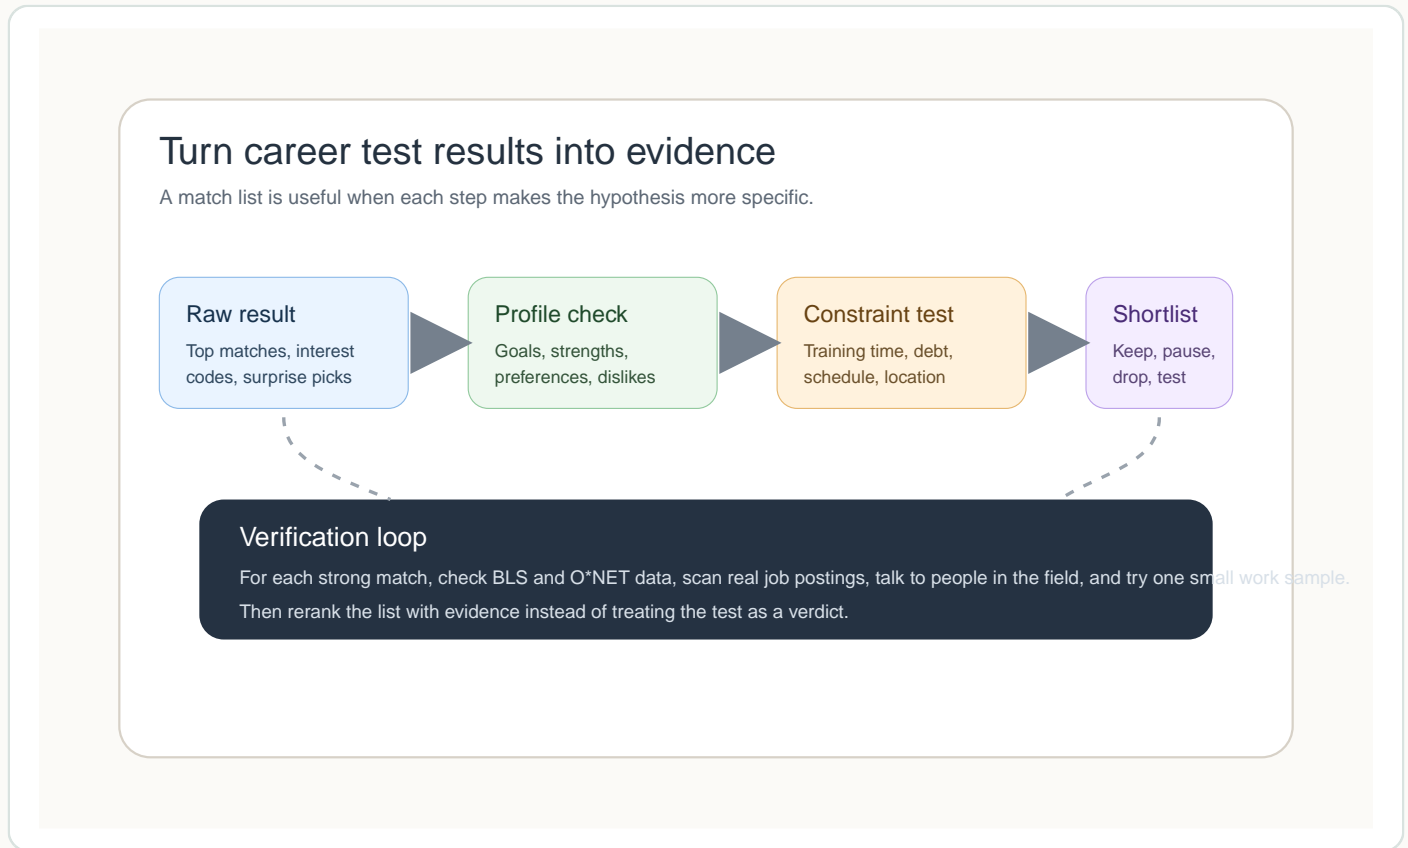 Turn career test results into evidence
A match list is useful when each step makes the hypothesis more specific.
Raw result
Top matches, interest
codes, surprise picks
Profile check
Goals, strengths,
preferences, dislikes
Constraint test
Training time, debt,
schedule, location
Shortlist
Keep, pause,
drop, test
Verification loop
For each strong match, check BLS and O*NET data, scan real job postings, talk to people in the field, and try one small work sample.
Then rerank the list with evidence instead of treating the test as a verdict.